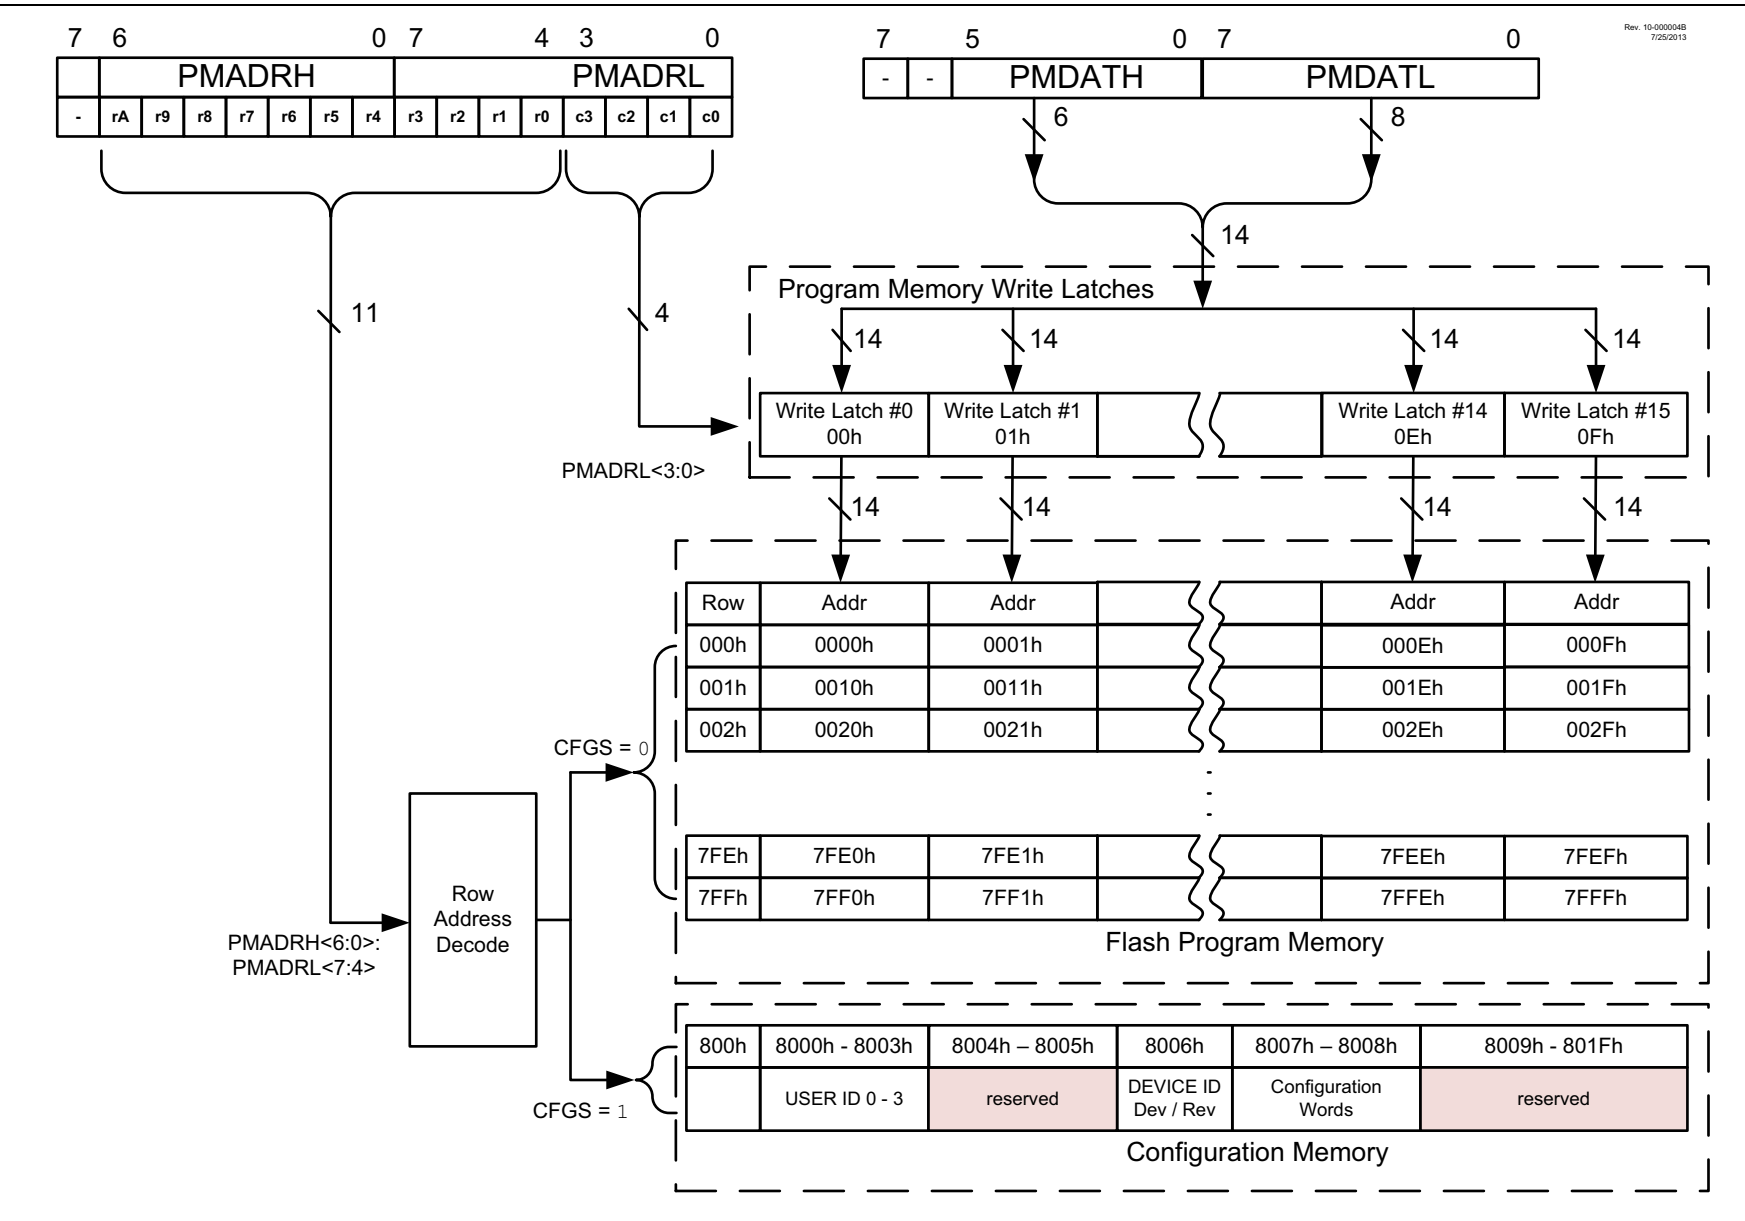 Rev. 10-000004B
7/25/2013
7 6 0 7 4 3 0
7 5 0 7 0
PMADRH PMADRL
- - PMDATH PMDATL
- rA r9 r8 r7 r6 r5 r4 r3 r2 r1 r0 c3 c2 c1 c0
6 8
14
11 4
Program Memory Write Latches
14 14 14 14
Write Latch #0 Write Latch #1 Write Latch #14 Write Latch #15
00h 01h 0Eh 0Fh
PMADRL<3:0>
14 14 14 14
Row Addr Addr Addr Addr
000h 0000h 0001h 000Eh 000Fh
001h 0010h 0011h 001Eh 001Fh
002h 0020h 0021h 002Eh 002Fh
CFGS = 0
7FEh 7FE0h 7FE1h 7FEEh 7FEFh
7FFh 7FF0h 7FF1h 7FFEh 7FFFh
Row
Address
Decode
PMADRH<6:0>:
PMADRL<7:4>
Flash Program Memory
800h 8000h - 8003h 8004h – 8005h 8006h 8007h – 8008h 8009h - 801Fh
USER ID 0 - 3 reserved DEVICE ID Dev / Rev Configuration Words reserved
CFGS = 1
Configuration Memory